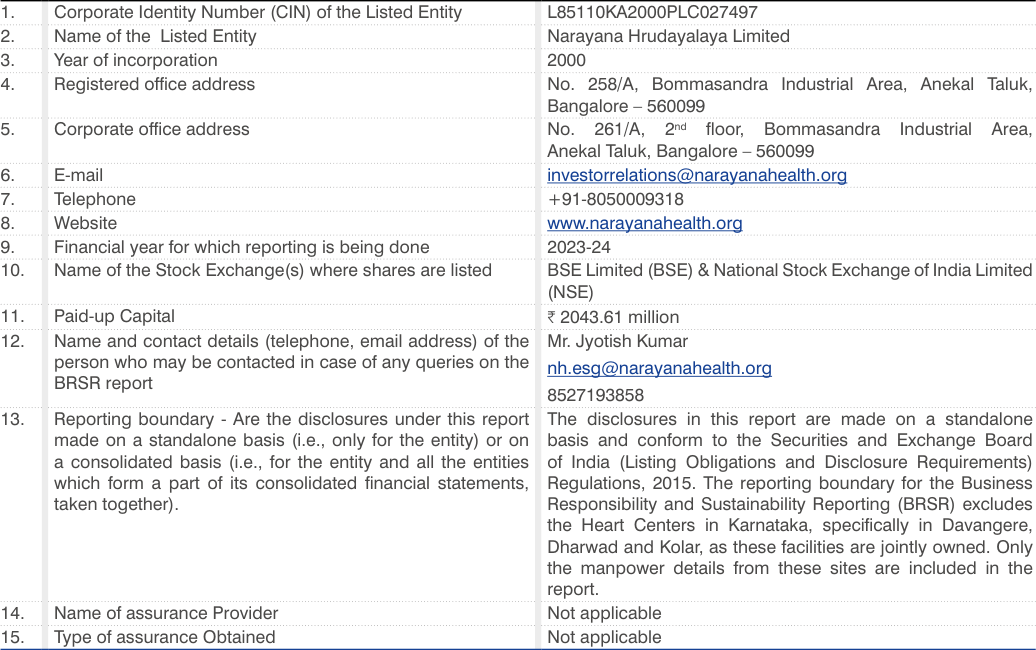 1. Corporate Identity Number (CIN) of the Listed Entity L85110KA2000PLC027497
2. Name of the Listed Entity Narayana Hrudayalaya Limited
3. Year of incorporation 2000
4. Registered office address No. 258/A, Bommasandra Industrial Area, Anekal Taluk,
Bangalore – 560099
5. Corporate office address No. 261/A, 2nd floor, Bommasandra Industrial Area,
Anekal Taluk, Bangalore – 560099
6. E-mail investorrelations@narayanahealth.org
7. Telephone +91-8050009318
8. Website www.narayanahealth.org
9. Financial year for which reporting is being done 2023-24
10. Name of the Stock Exchange(s) where shares are listed BSE Limited (BSE) & National Stock Exchange of India Limited
(NSE)
11. Paid-up Capital ₹ 2043.61 million
12. Name and contact details (telephone, email address) of the
person who may be contacted in case of any queries on the
BRSR report
Mr. Jyotish Kumar
nh.esg@narayanahealth.org
8527193858
13. Reporting boundary - Are the disclosures under this report
made on a standalone basis (i.e., only for the entity) or on
a consolidated basis (i.e., for the entity and all the entities
which form a part of its consolidated financial statements,
taken together).
The disclosures in this report are made on a standalone
basis and conform to the Securities and Exchange Board
of India (Listing Obligations and Disclosure Requirements)
Regulations, 2015. The reporting boundary for the Business
Responsibility and Sustainability Reporting (BRSR) excludes
the Heart Centers in Karnataka, specifically in Davangere,
Dharwad and Kolar, as these facilities are jointly owned. Only
the manpower details from these sites are included in the
report.
14. Name of assurance Provider Not applicable
15. Type of assurance Obtained Not applicable